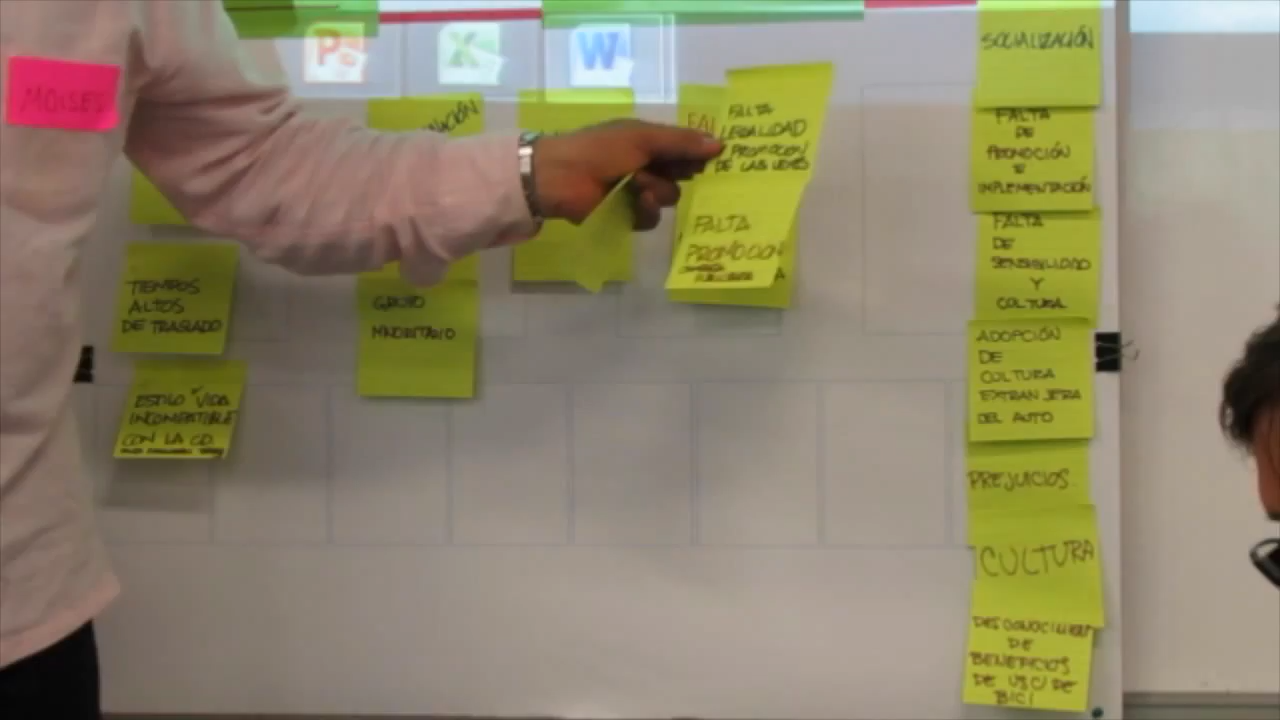 MOISES
P
X
W
TIEMPOS
ALTOS
DE TRASLADO
ESTILO VIDA
INCOMPATIBLE
CON LA CD.
GRUPO
MINORITARIO
FALTA
LEGALIDAD
PROMOCION
DE LAS LEYES
FALTA
PROMOCION
SOCIALIZACIÓN
FALTA
DE
PROMOCIÓN
E
IMPLEMENTACIÓN
FALTA
DE
SENSIBILIDAD
Y
CULTURA
ADOPCIÓN
DE
CULTURA
EXTRANJERA
DEL AUTO
PREJUICIOS
CULTURA
DE
BENEFICIOS
DE USO DE
BICI